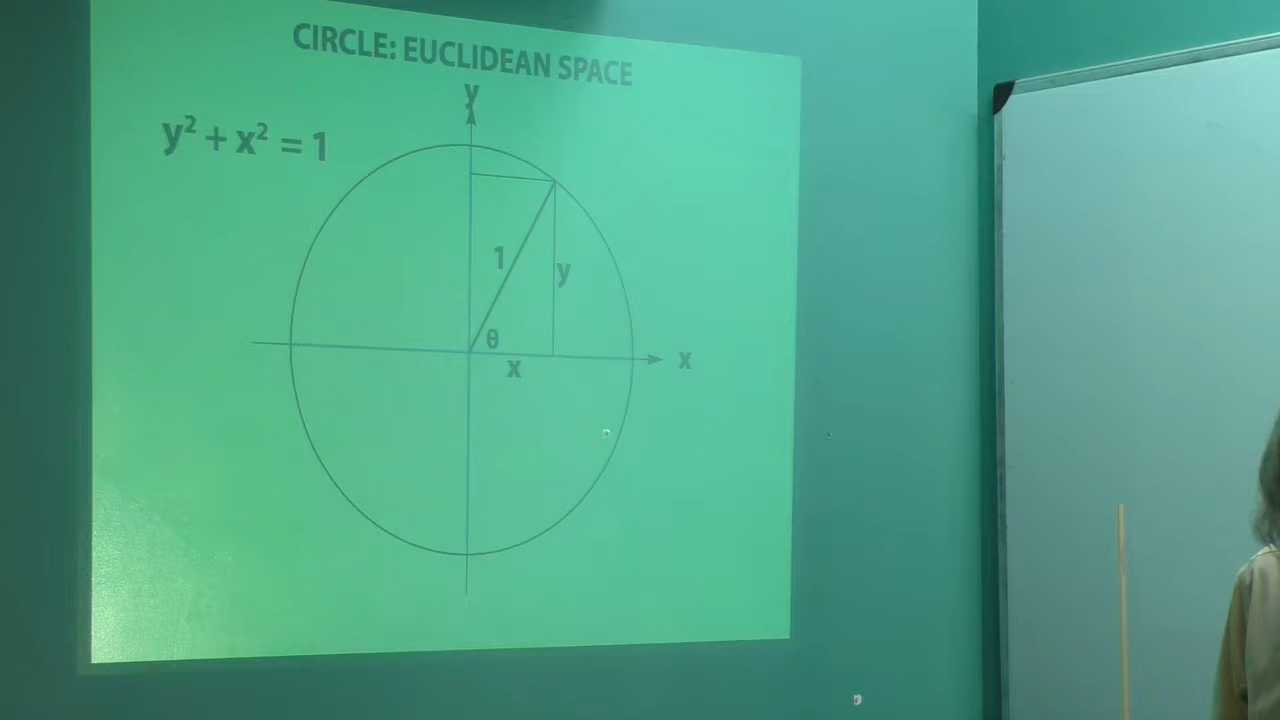 CIRCLE: EUCLIDEAN SPACE
y
y² + x² = 1
1
y
θ
x
x